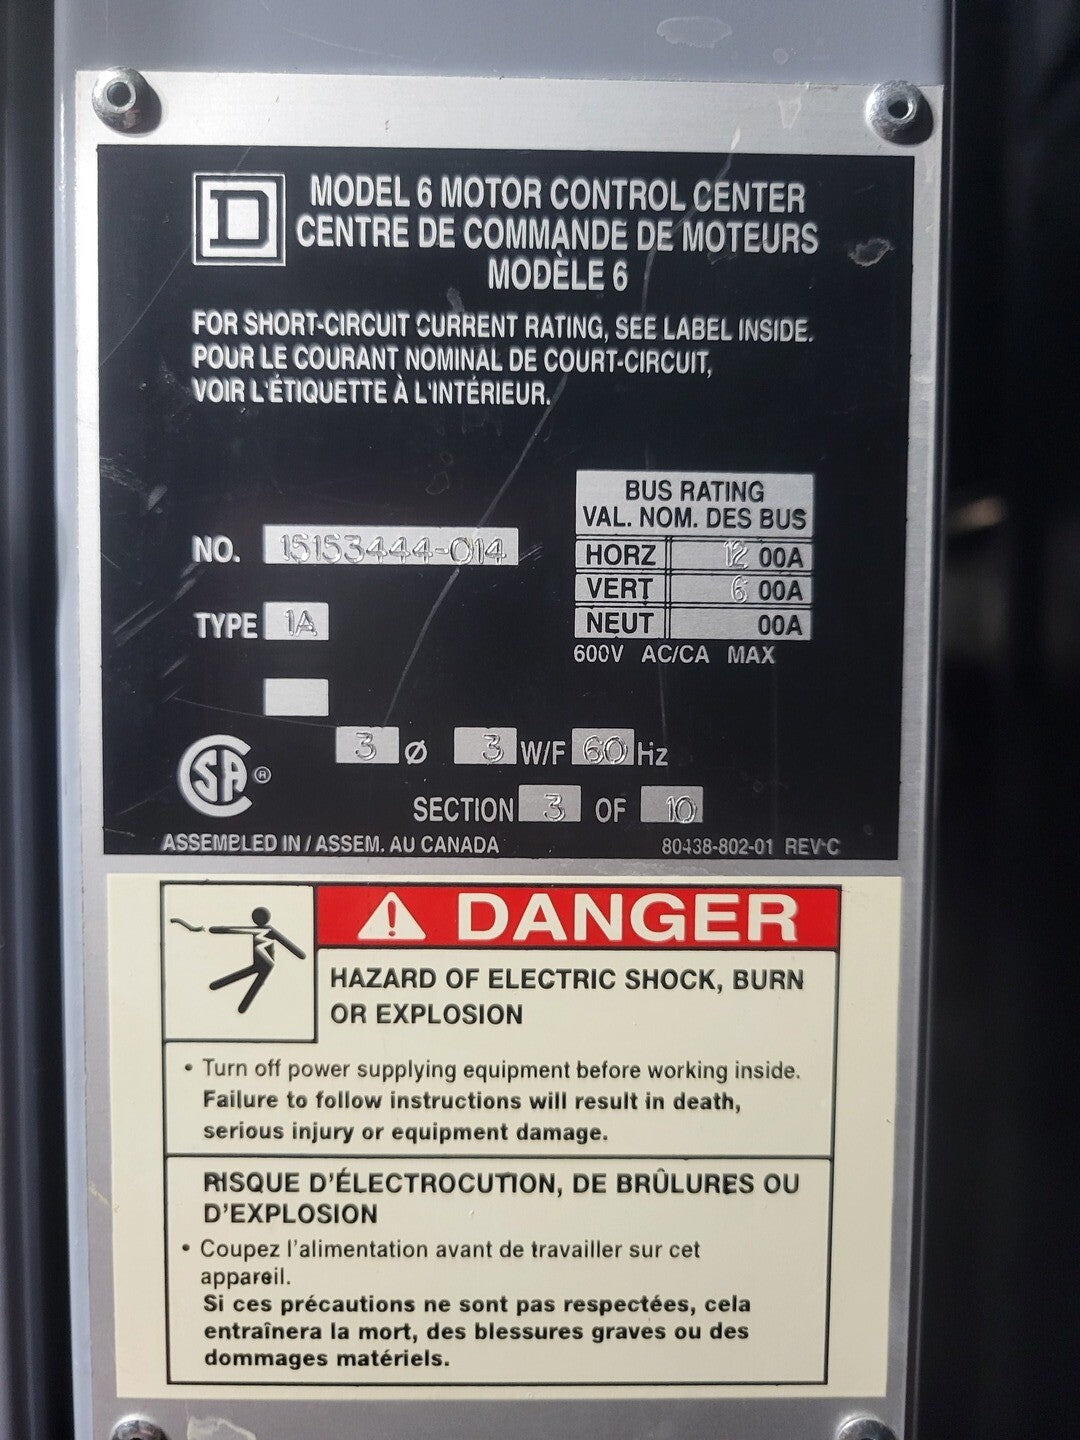 D
MODEL 6 MOTOR CONTROL CENTER
CENTRE DE COMMANDE DE MOTEURS
MODÈLE 6
FOR SHORT-CIRCUIT CURRENT RATING, SEE LABEL INSIDE.
POUR LE COURANT NOMINAL DE COURT-CIRCUIT,
VOIR L'ÉTIQUETTE À L'INTÉRIEUR.
BUS RATING
VAL. NOM. DES BUS
HORZ 12 00A
VERT 6 00A
NEUT 00A
600V AC/CA MAX
NO. 15153444-014
TYPE 1A
3 Ø 3 W/F 60 Hz
SECTION 3 OF 10
CSA ®
ASSEMBLED IN / ASSEM. AU CANADA 80438-802-01 REV C
DANGER
HAZARD OF ELECTRIC SHOCK, BURN
OR EXPLOSION
• Turn off power supplying equipment before working inside.
Failure to follow instructions will result in death,
serious injury or equipment damage.
RISQUE D'ÉLECTROCUTION, DE BRÛLURES OU
D'EXPLOSION
• Coupez l'alimentation avant de travailler sur cet
appareil.
Si ces précautions ne sont pas respectées, cela
entraînera la mort, des blessures graves ou des
dommages matériels.